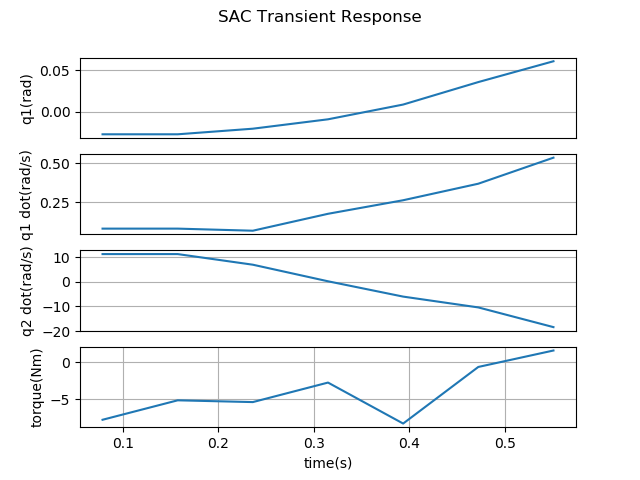 SAC Transient Response
0.05
0.00
q1(rad)
0.50
0.25
q1 dot(rad/s)
10
0
−10
−20
q2 dot(rad/s)
0
−5
torque(Nm)
0.1 0.2 0.3 0.4 0.5
time(s)